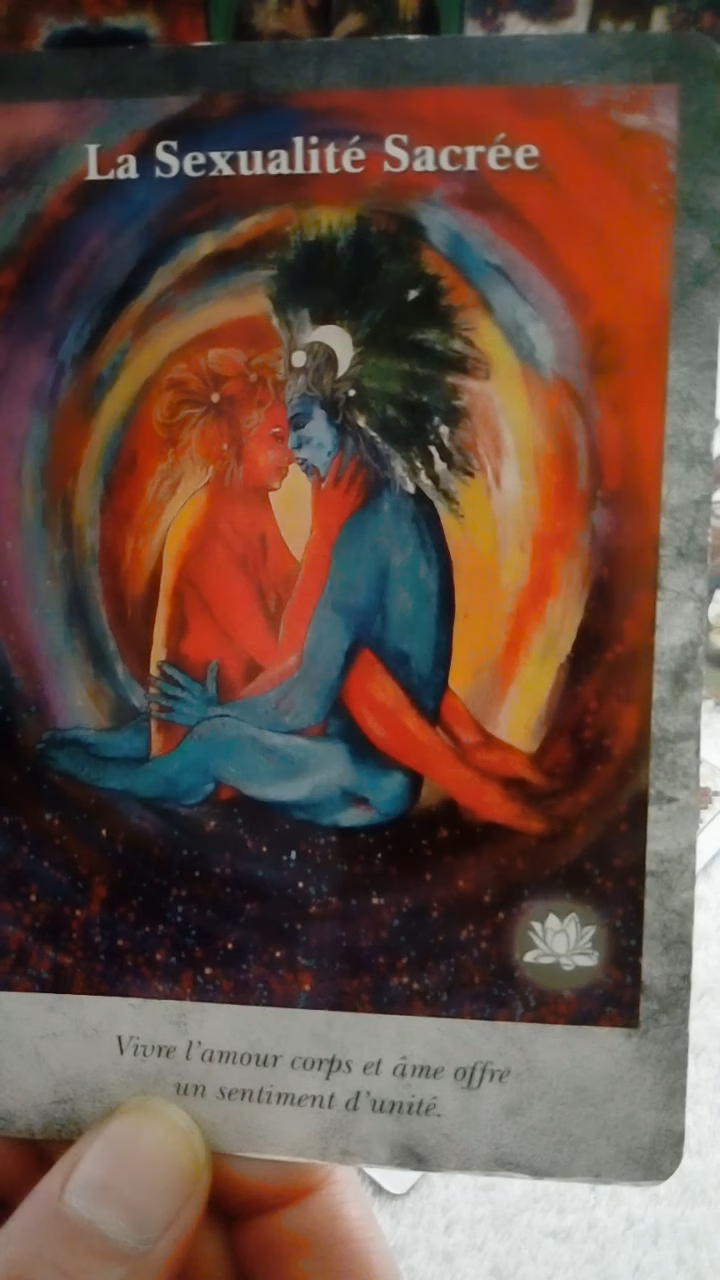 La Sexualité Sacrée
Vivre l'amour corps et âme offre
un sentiment d'unité.